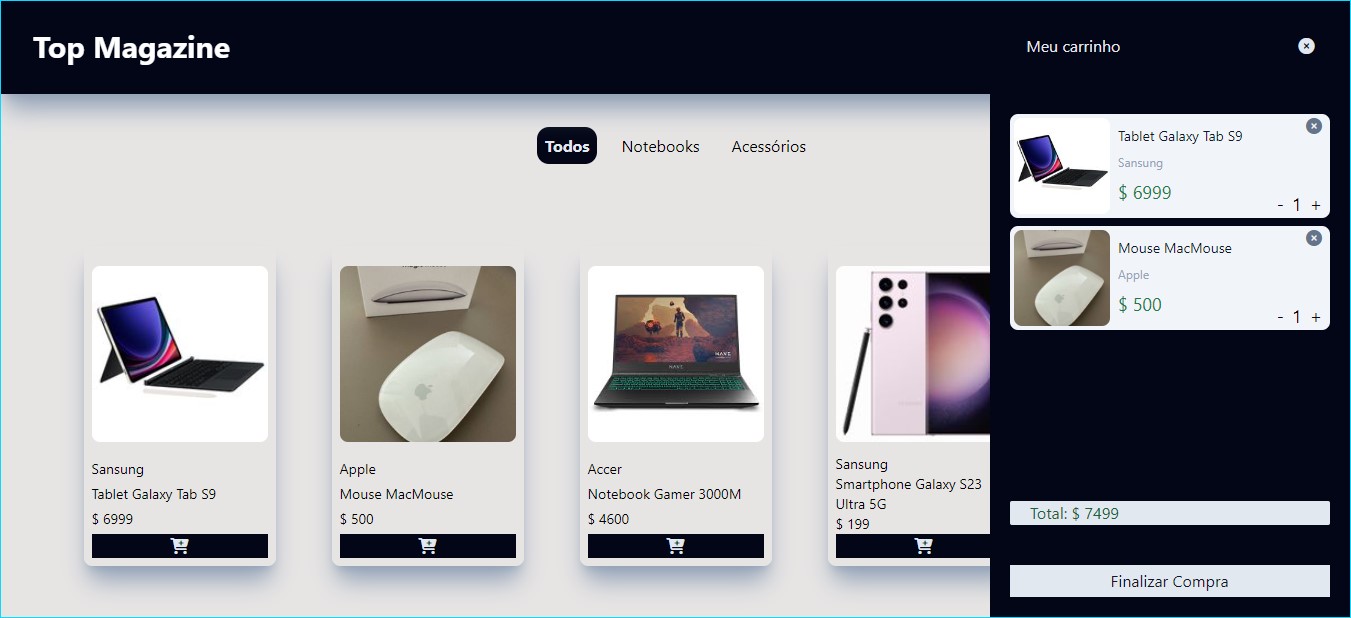 Top Magazine
Meu carrinho
Todos
Notebooks
Acessórios
Sansung
Tablet Galaxy Tab S9
$ 6999
Apple
Mouse MacMouse
$ 500
Accer
Notebook Gamer 3000M
$ 4600
Sansung
Smartphone Galaxy S23
Ultra 5G
$ 199
Tablet Galaxy Tab S9
Sansung
$ 6999
- 1 +
Mouse MacMouse
Apple
$ 500
- 1 +
Total: $ 7499
Finalizar Compra